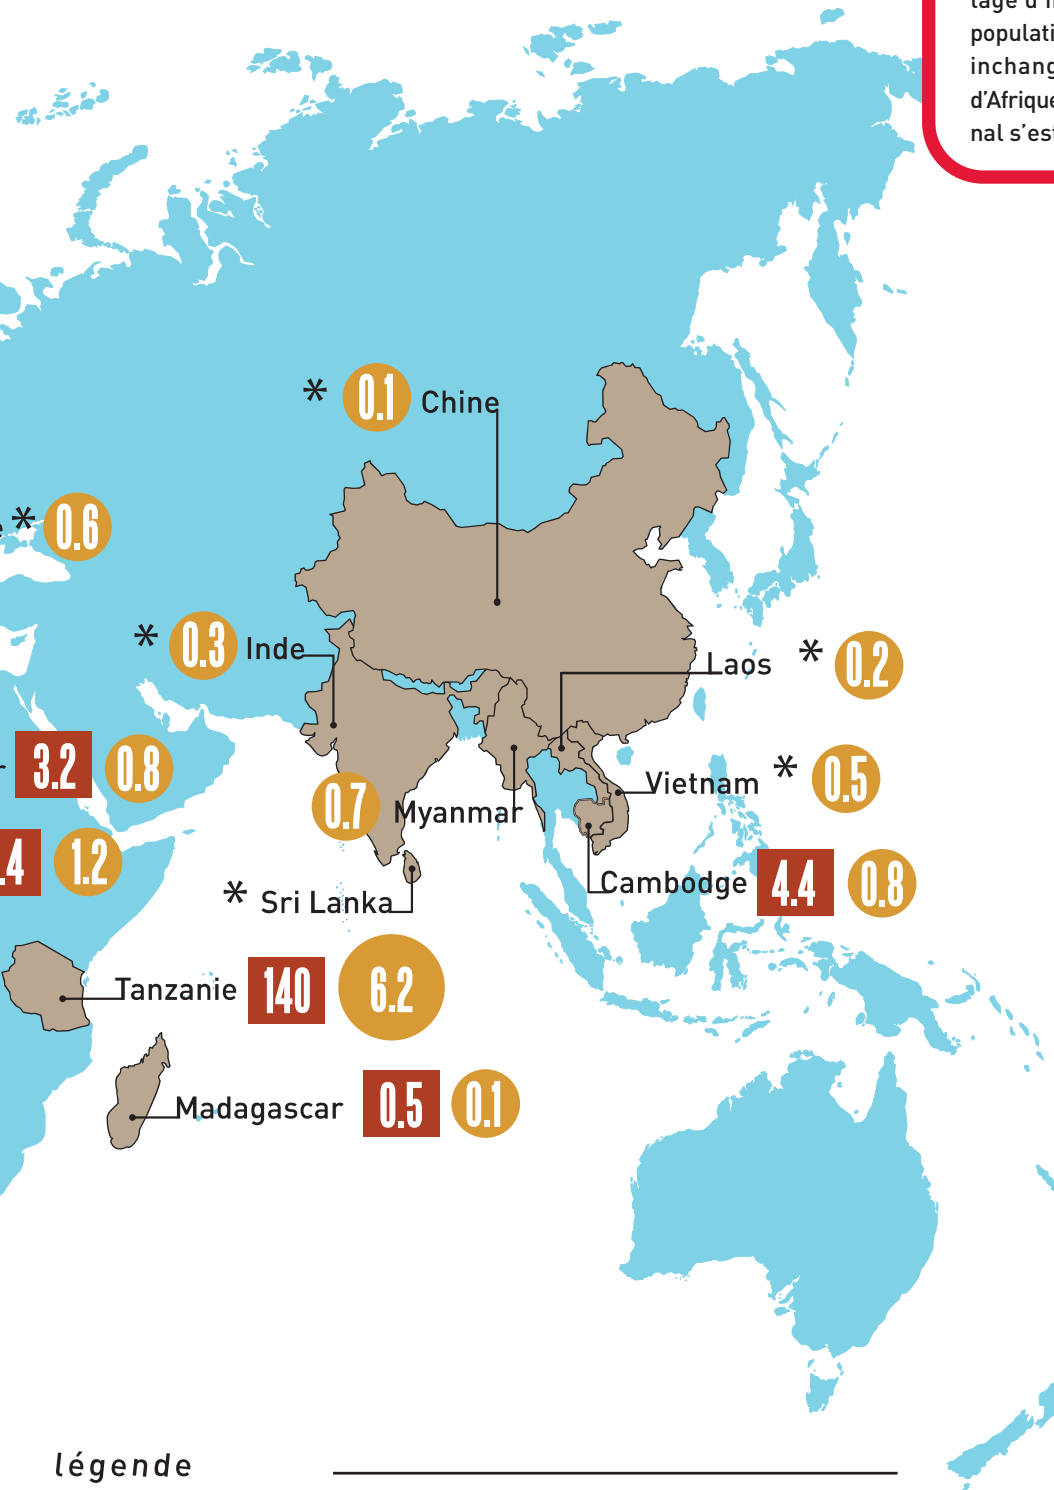 populati
inchang
d'Afrique
nal s'est
* 0.1 Chine
* 0.6
* 0.3 Inde
Laos * 0.2
3.2 0.8
Vietnam * 0.5
0.7 Myanmar
.4 1.2
Cambodge 4.4 0.8
* Sri Lanka
Tanzanie 140 6.2
Madagascar 0.5 0.1
légende